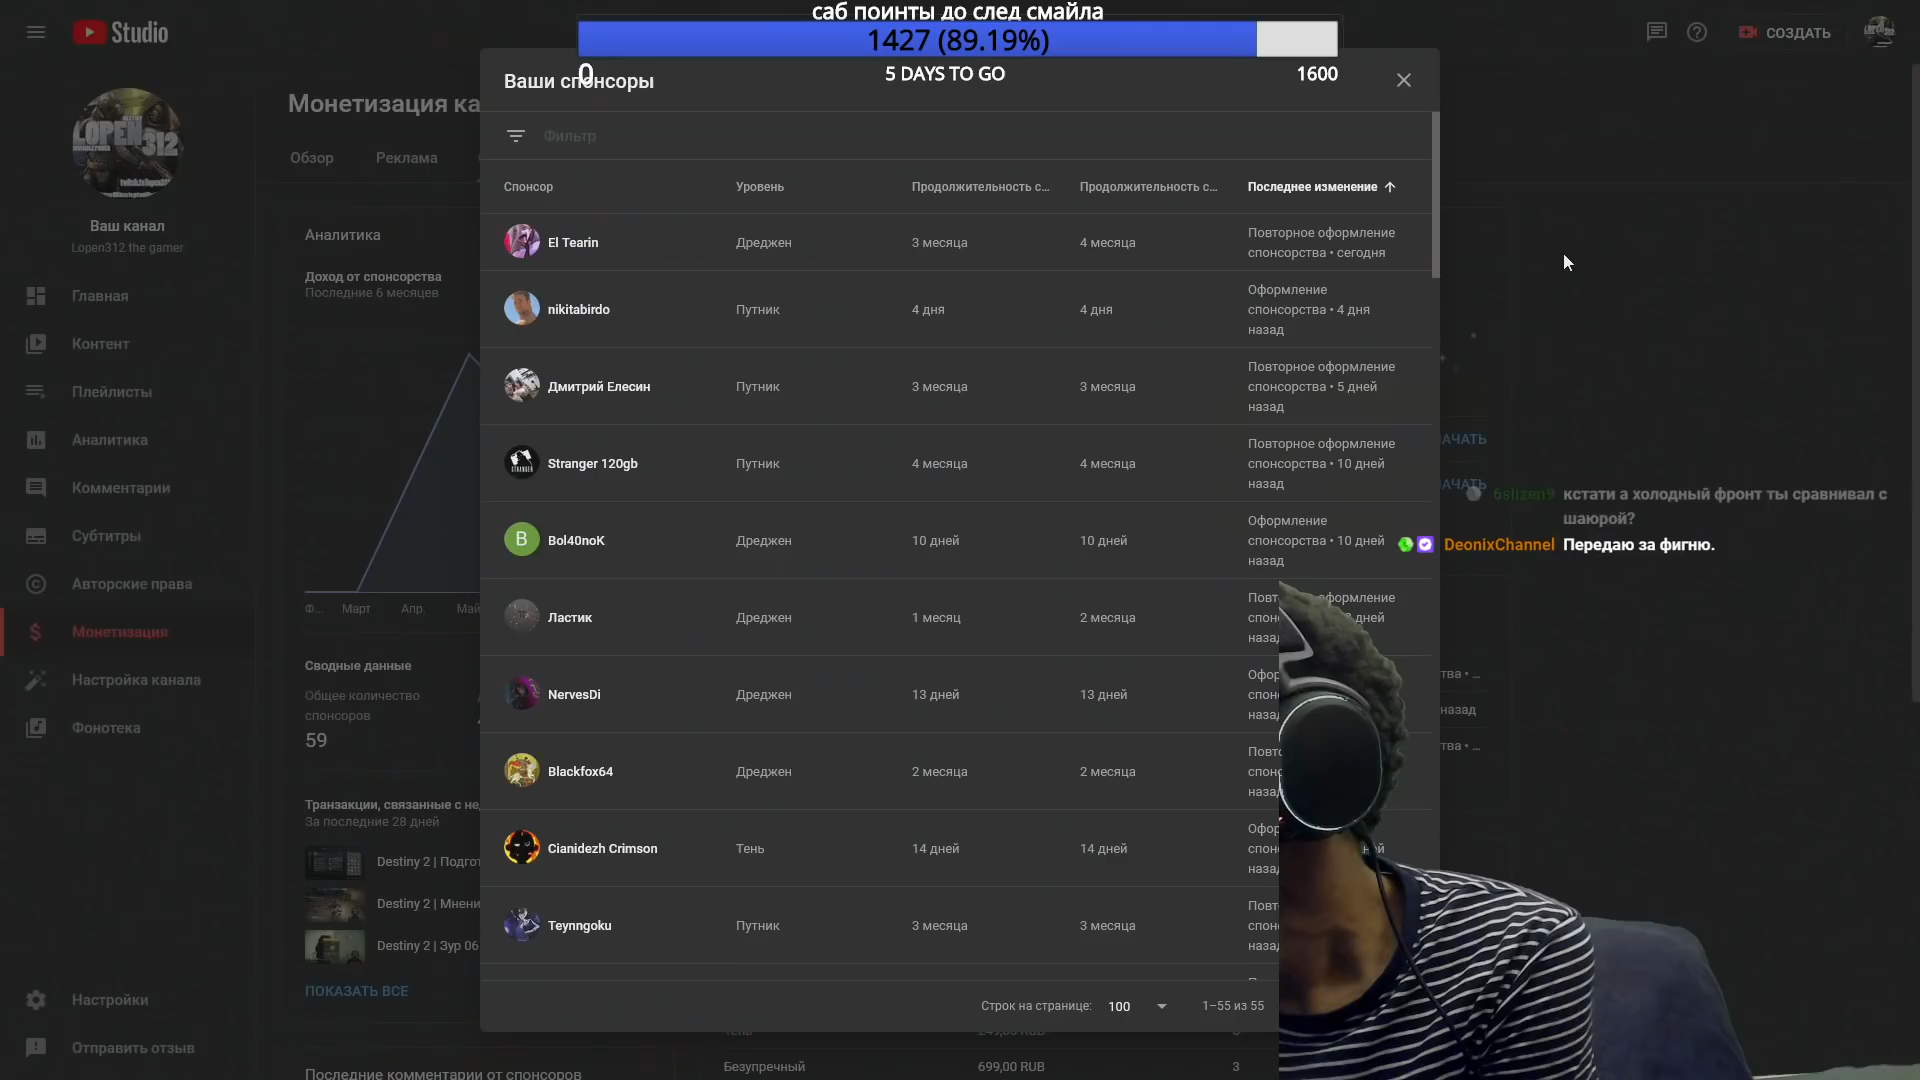 саб поинты до след смайла
1427 (89.19%)
0
5 DAYS TO GO
1600
Studio
СОЗДАТЬ
Ваши спонсоры
Монетизация ка
Обзор
Реклама
Фильтр
Спонсор
Уровень
Продолжительность с...
Продолжительность с...
Последнее изменение
Ваш канал
Lopen312 the gamer
Главная
Контент
Плейлисты
Аналитика
Комментарии
Субтитры
Авторские права
Монетизация
Настройка канала
Фонотека
Настройки
Отправить отзыв
Аналитика
Доход от спонсорства
Последние 6 месяцев
Ф...
Март
Апр.
Май
Сводные данные
Общее количество
спонсоров
59
Транзакции, связанные с не
За последние 28 дней
Destiny 2 | Подгот
Destiny 2 | Мнени
Destiny 2 | Зур 06
ПОКАЗАТЬ ВСЕ
Последние комментарии от спонсоров
El Tearin
Дреджен
3 месяца
4 месяца
Повторное оформление
спонсорства • сегодня
nikitabirdo
Путник
4 дня
4 дня
Оформление
спонсорства • 4 дня
назад
Дмитрий Елесин
Путник
3 месяца
3 месяца
Повторное оформление
спонсорства • 5 дней
назад
Stranger 120gb
Путник
4 месяца
4 месяца
Повторное оформление
спонсорства • 10 дней
назад
B
Bol40noK
Дреджен
10 дней
10 дней
Оформление
спонсорства • 10 дней
назад
Ластик
Дреджен
1 месяц
2 месяца
NervesDi
Дреджен
13 дней
13 дней
Blackfox64
Дреджен
2 месяца
2 месяца
Cianidezh Crimson
Тень
14 дней
14 дней
Teynngoku
Путник
3 месяца
3 месяца
Строк на странице:
100
1–55 из 55
Безупречный
699,00 RUB
3
6slizen9 кстати а холодный фронт ты сравнивал с
шаюрой?
DeonixChannel Передаю за фигню.